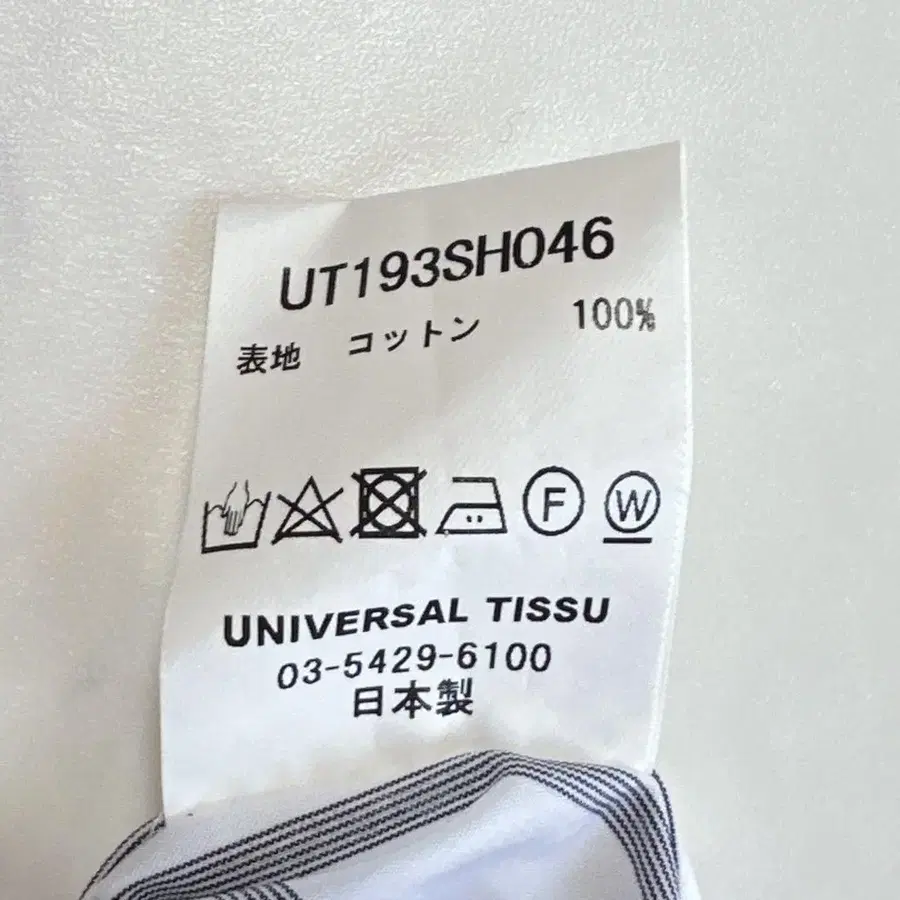 UT193SH046
表地 コットン 100%
F W
UNIVERSAL TISSU
03-5429-6100
日本製